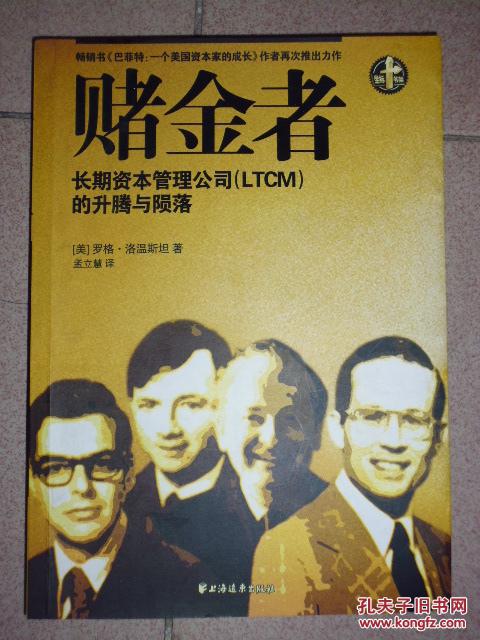 畅销书《巴菲特:一个美国资本家的成长》作者再次推出力作
赌金者
长期资本管理公司(LTCM)
的升腾与陨落
[美]罗格·洛温斯坦 著
孟立慧 译
上海远东出版社
孔夫子旧书网
www.kongfz.com